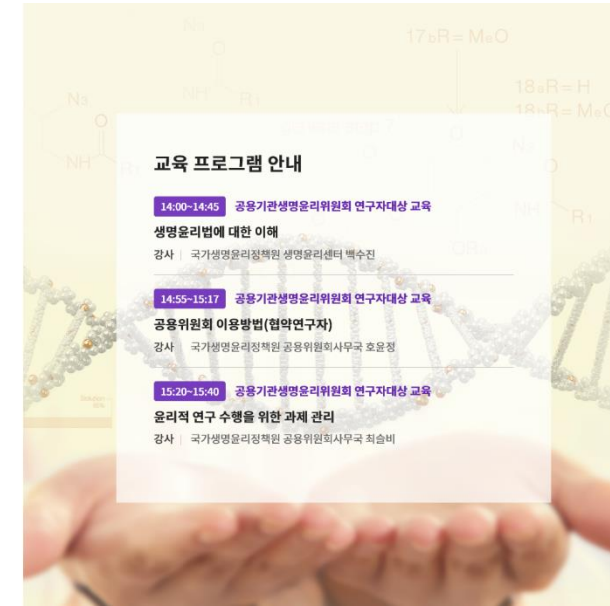 17bR=MeO
18aR=H
18bR=MeO
N3
O
NH
R1
교육 프로그램 안내
14:00~14:45 공용기관생명윤리위원회 연구자대상 교육
생명윤리법에 대한 이해
강사 | 국가생명윤리정책원 생명윤리센터 백수진
14:55~15:17 공용기관생명윤리위원회 연구자대상 교육
공용위원회 이용방법(협약연구자)
강사 | 국가생명윤리정책원 공용위원회사무국 호윤정
15:20~15:40 공용기관생명윤리위원회 연구자대상 교육
윤리적 연구 수행을 위한 과제 관리
강사 | 국가생명윤리정책원 공용위원회사무국 최슬비